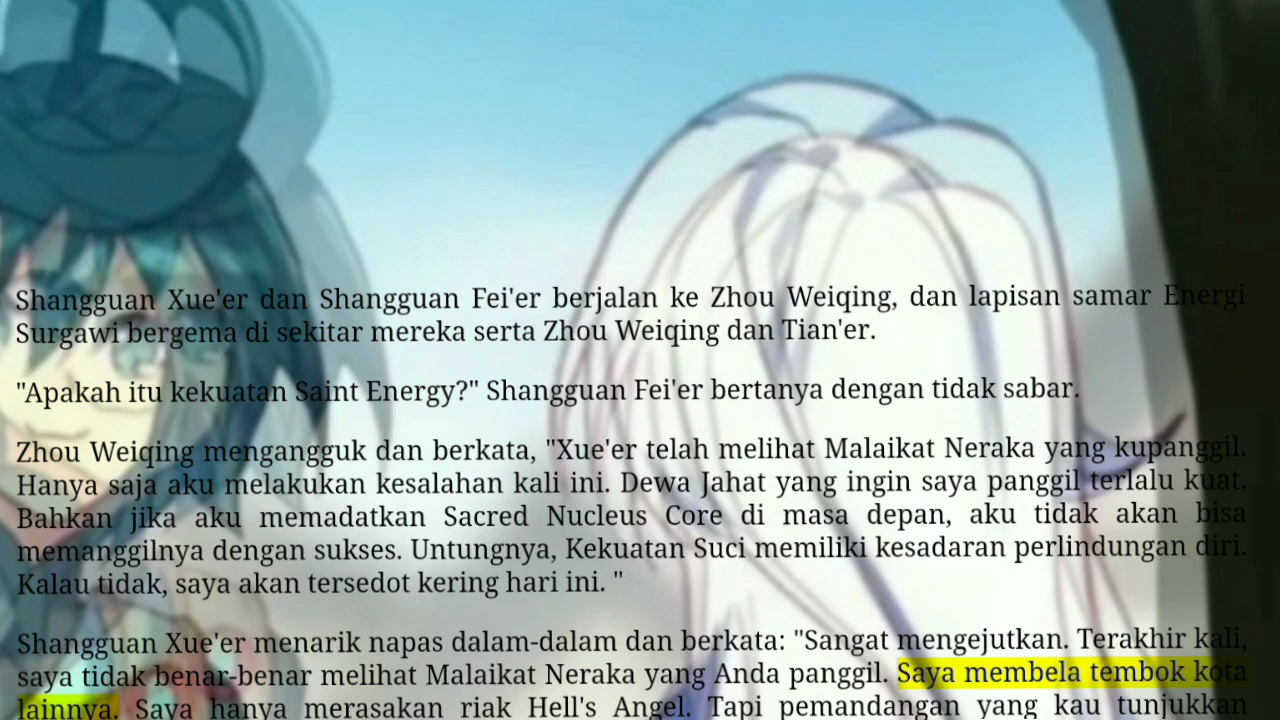 Shangguan Xue'er dan Shangguan Fei'er berjalan ke Zhou Weiqing, dan lapisan samar Energi
Surgawi bergema di sekitar mereka serta Zhou Weiqing dan Tian'er.
"Apakah itu kekuatan Saint Energy?" Shangguan Fei'er bertanya dengan tidak sabar.
Zhou Weiqing mengangguk dan berkata, "Xue'er telah melihat Malaikat Neraka yang kupanggil.
Hanya saja aku melakukan kesalahan kali ini. Dewa Jahat yang ingin saya panggil terlalu kuat.
Bahkan jika aku memadatkan Sacred Nucleus Core di masa depan, aku tidak akan bisa
memanggilnya dengan sukses. Untungnya, Kekuatan Suci memiliki kesadaran perlindungan diri.
Kalau tidak, saya akan tersedot kering hari ini. "
Shangguan Xue'er menarik napas dalam-dalam dan berkata: "Sangat mengejutkan. Terakhir kali,
saya tidak benar-benar melihat Malaikat Neraka yang Anda panggil. Saya membela tembok kota
lainnya. Saya hanya merasakan riak Hell's Angel. Tapi pemandangan yang kau tunjukkan